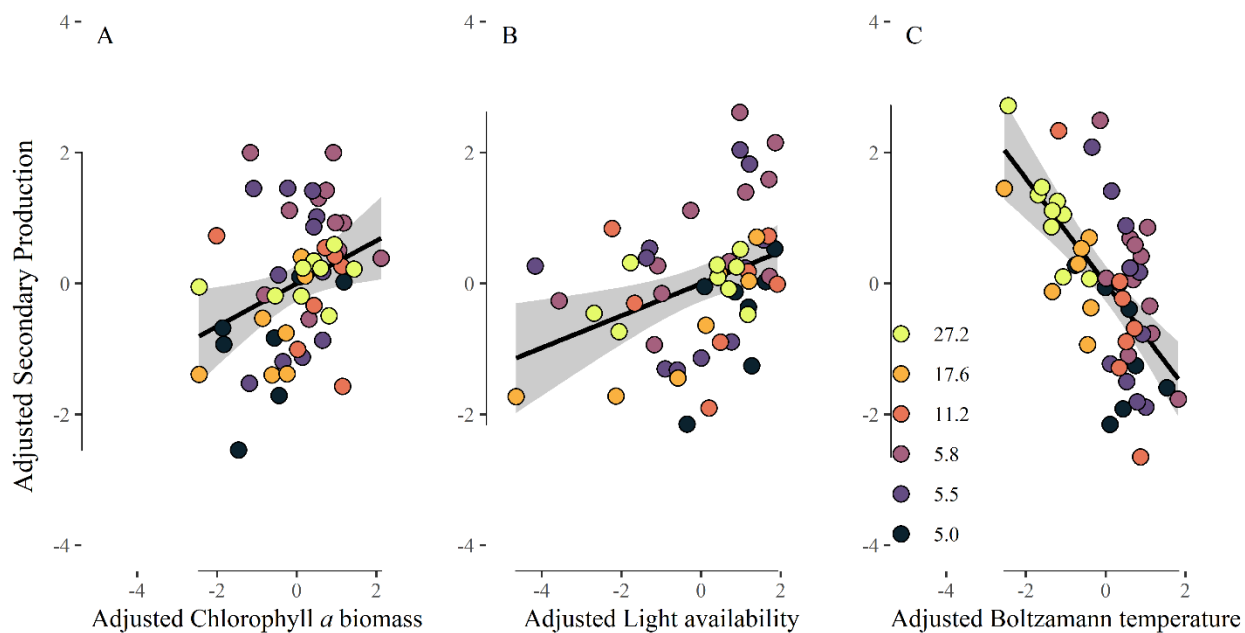 A
B
C
4
4
4
2
2
2
0
0
0
-2
-2
-2
-4
-4
-4
Adjusted Secondary Production
27.2
17.6
11.2
5.8
5.5
5.0
-4 -2 0 2
-4 -2 0 2
-4 -2 0 2
Adjusted Chlorophyll a biomass
Adjusted Light availability
Adjusted Boltzamann temperature